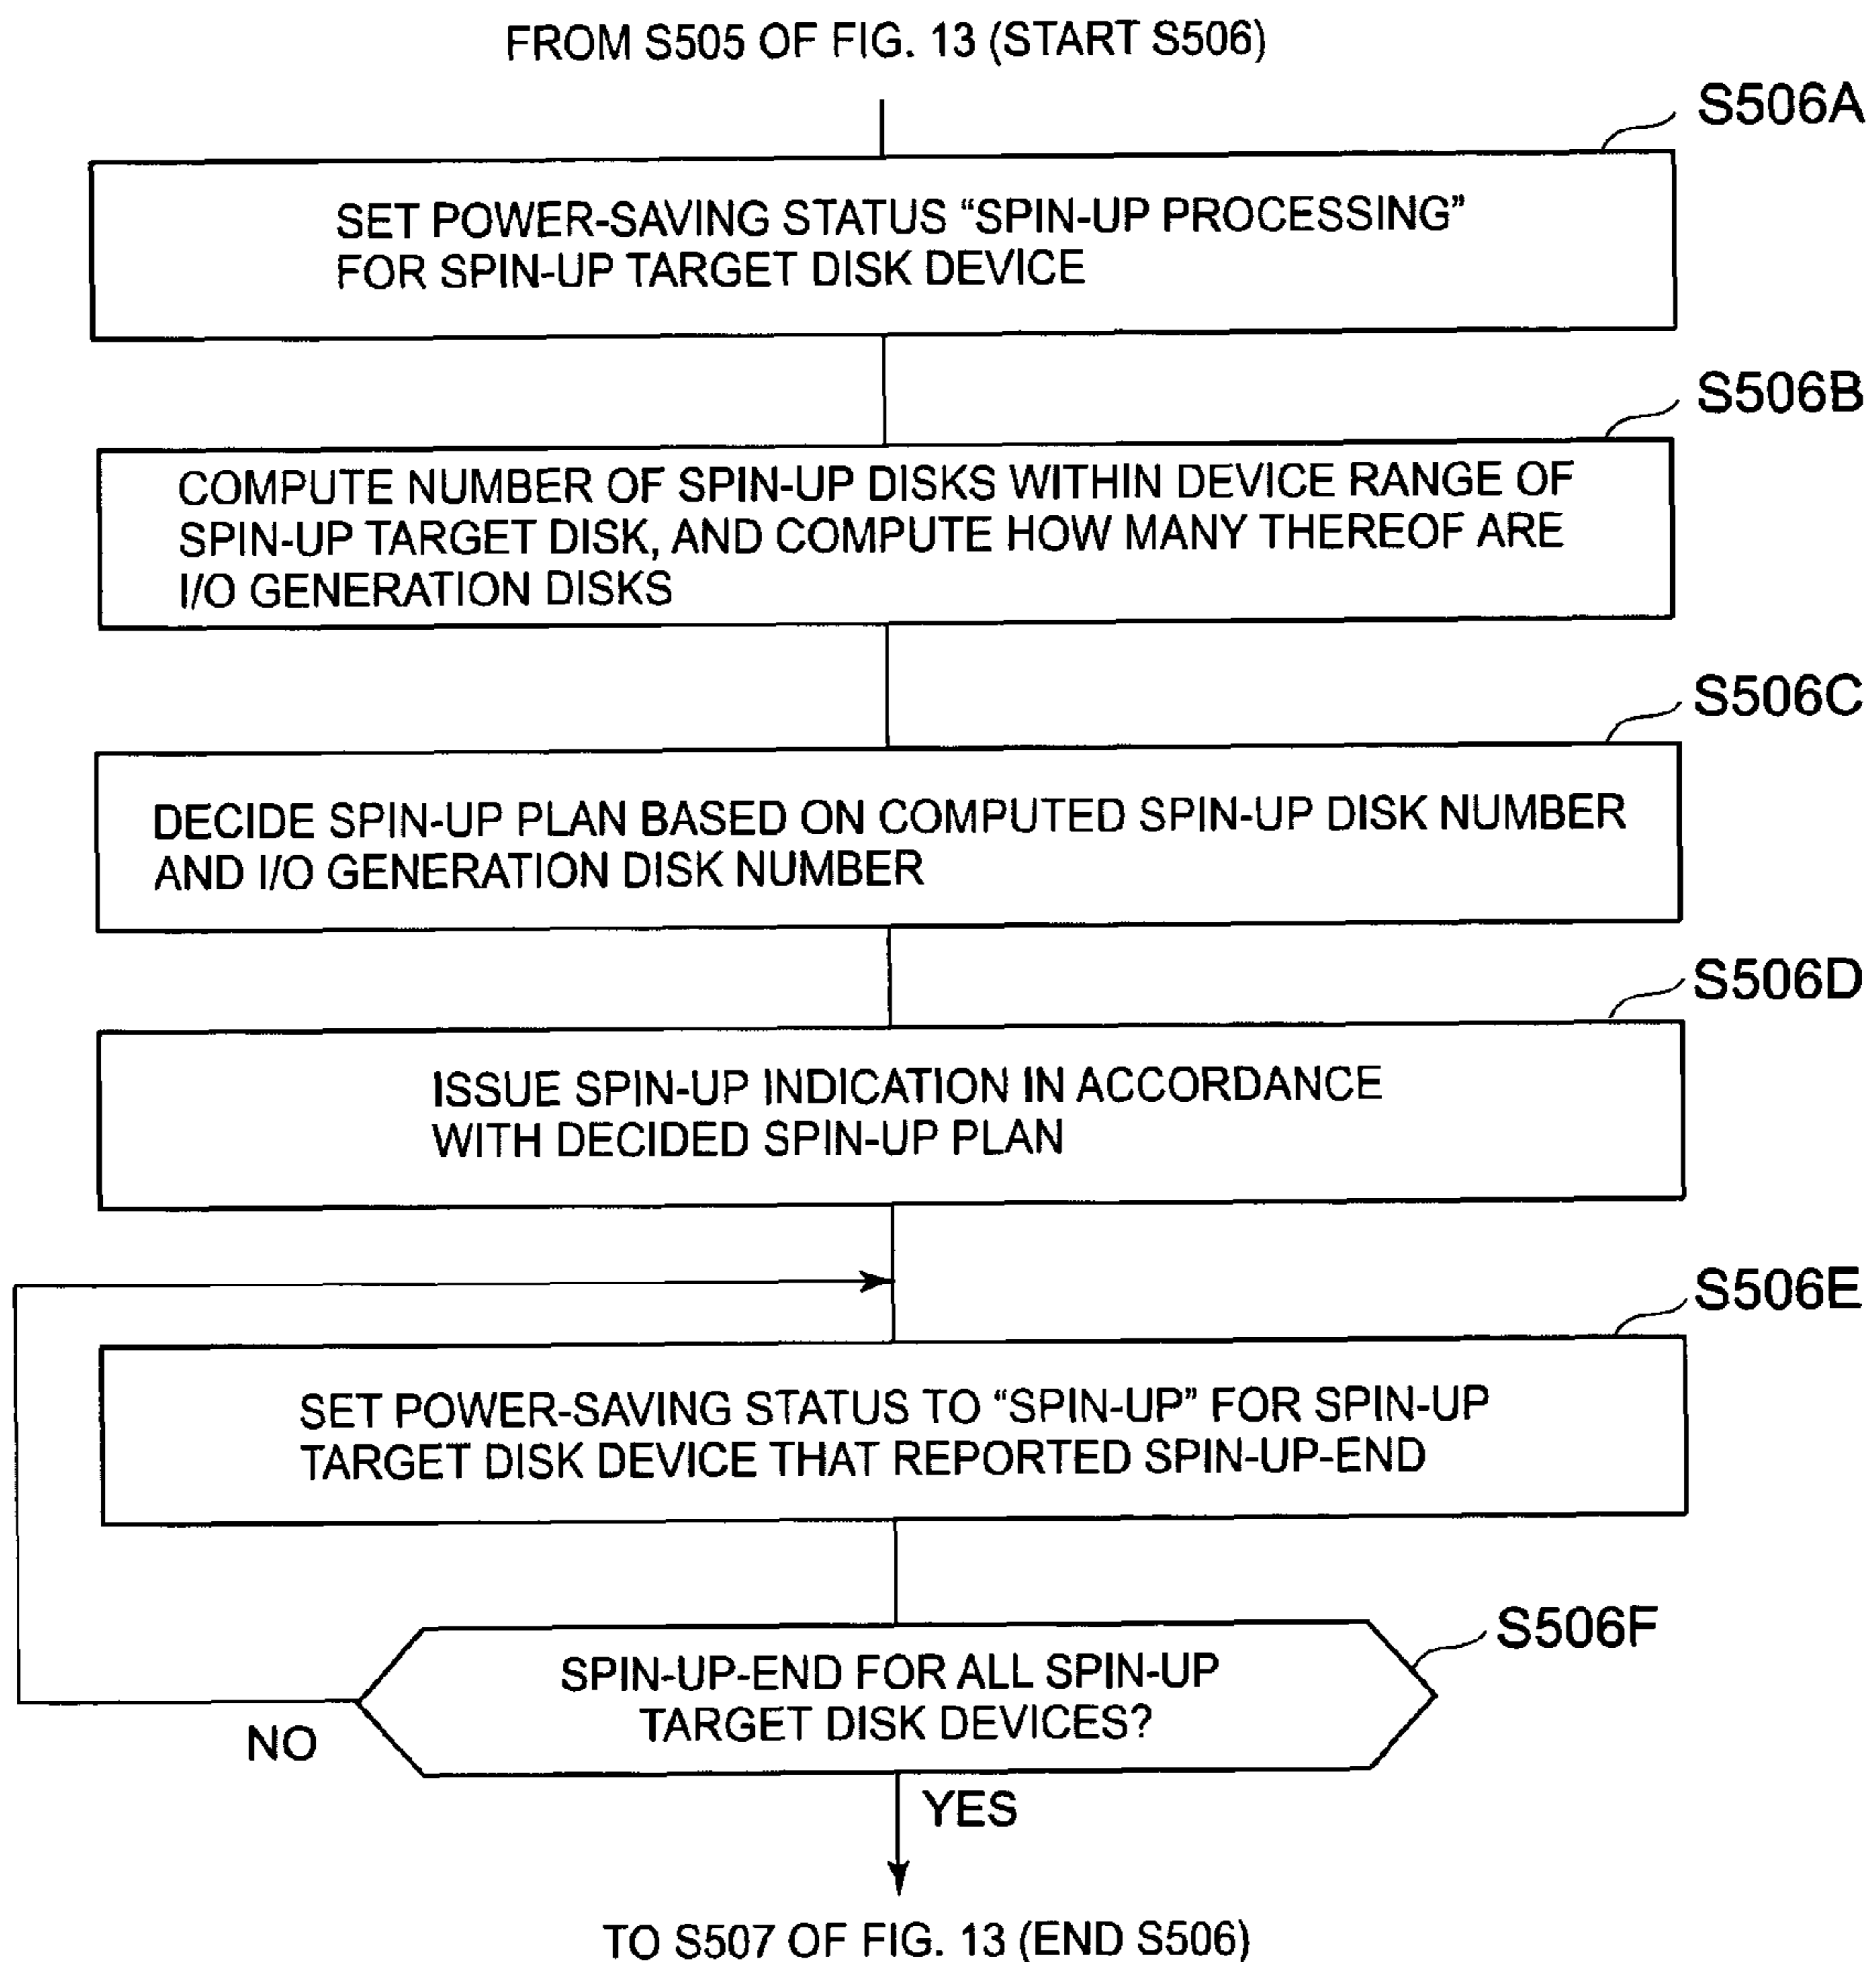 FROM S505 OF FIG. 13 (START S506)
S506A
SET POWER-SAVING STATUS “SPIN-UP PROCESSING”
FOR SPIN-UP TARGET DISK DEVICE
S506B
COMPUTE NUMBER OF SPIN-UP DISKS WITHIN DEVICE RANGE OF
SPIN-UP TARGET DISK, AND COMPUTE HOW MANY THEREOF ARE
I/O GENERATION DISKS
S506C
DECIDE SPIN-UP PLAN BASED ON COMPUTED SPIN-UP DISK NUMBER
AND I/O GENERATION DISK NUMBER
S506D
ISSUE SPIN-UP INDICATION IN ACCORDANCE
WITH DECIDED SPIN-UP PLAN
S506E
SET POWER-SAVING STATUS TO “SPIN-UP” FOR SPIN-UP
TARGET DISK DEVICE THAT REPORTED SPIN-UP-END
S506F
SPIN-UP-END FOR ALL SPIN-UP
TARGET DISK DEVICES?
NO
YES
TO S507 OF FIG. 13 (END S506)